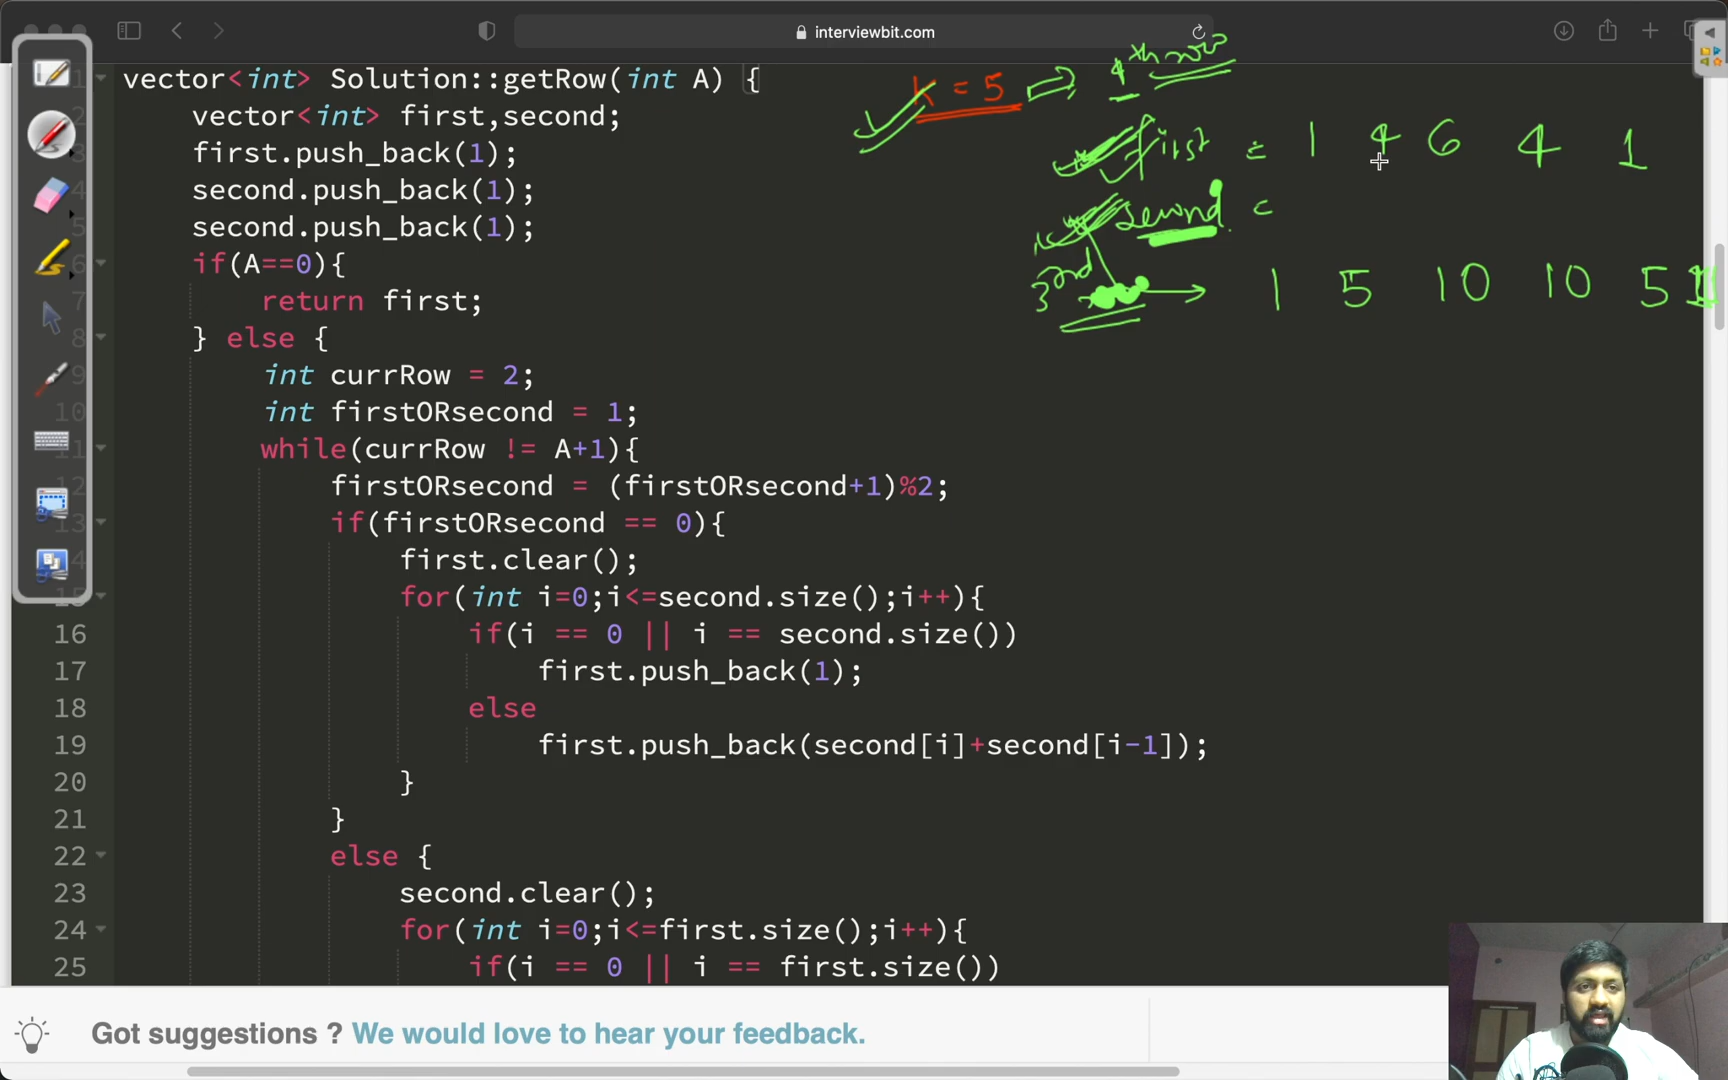 interviewbit.com
vector<int> Solution::getRow(int A) {
vector<int> first,second;
first.push_back(1);
second.push_back(1);
second.push_back(1);
if(A==0){
return first;
} else {
int currRow = 2;
int firstORsecond = 1;
while(currRow != A+1){
firstORsecond = (firstORsecond+1)%2;
if(firstORsecond == 0){
first.clear();
for(int i=0;i<=second.size();i++){
16 if(i == 0 || i == second.size())
17 first.push_back(1);
18 else
19 first.push_back(second[i]+second[i-1]);
20 }
21 }
22 else {
23 second.clear();
24 for(int i=0;i<=first.size();i++){
25 if(i == 0 || i == first.size())
k = 5 4th row
first = 1 4 6 4 1
second =
3rd
1 5 10 10 5 1
Got suggestions ? We would love to hear your feedback.